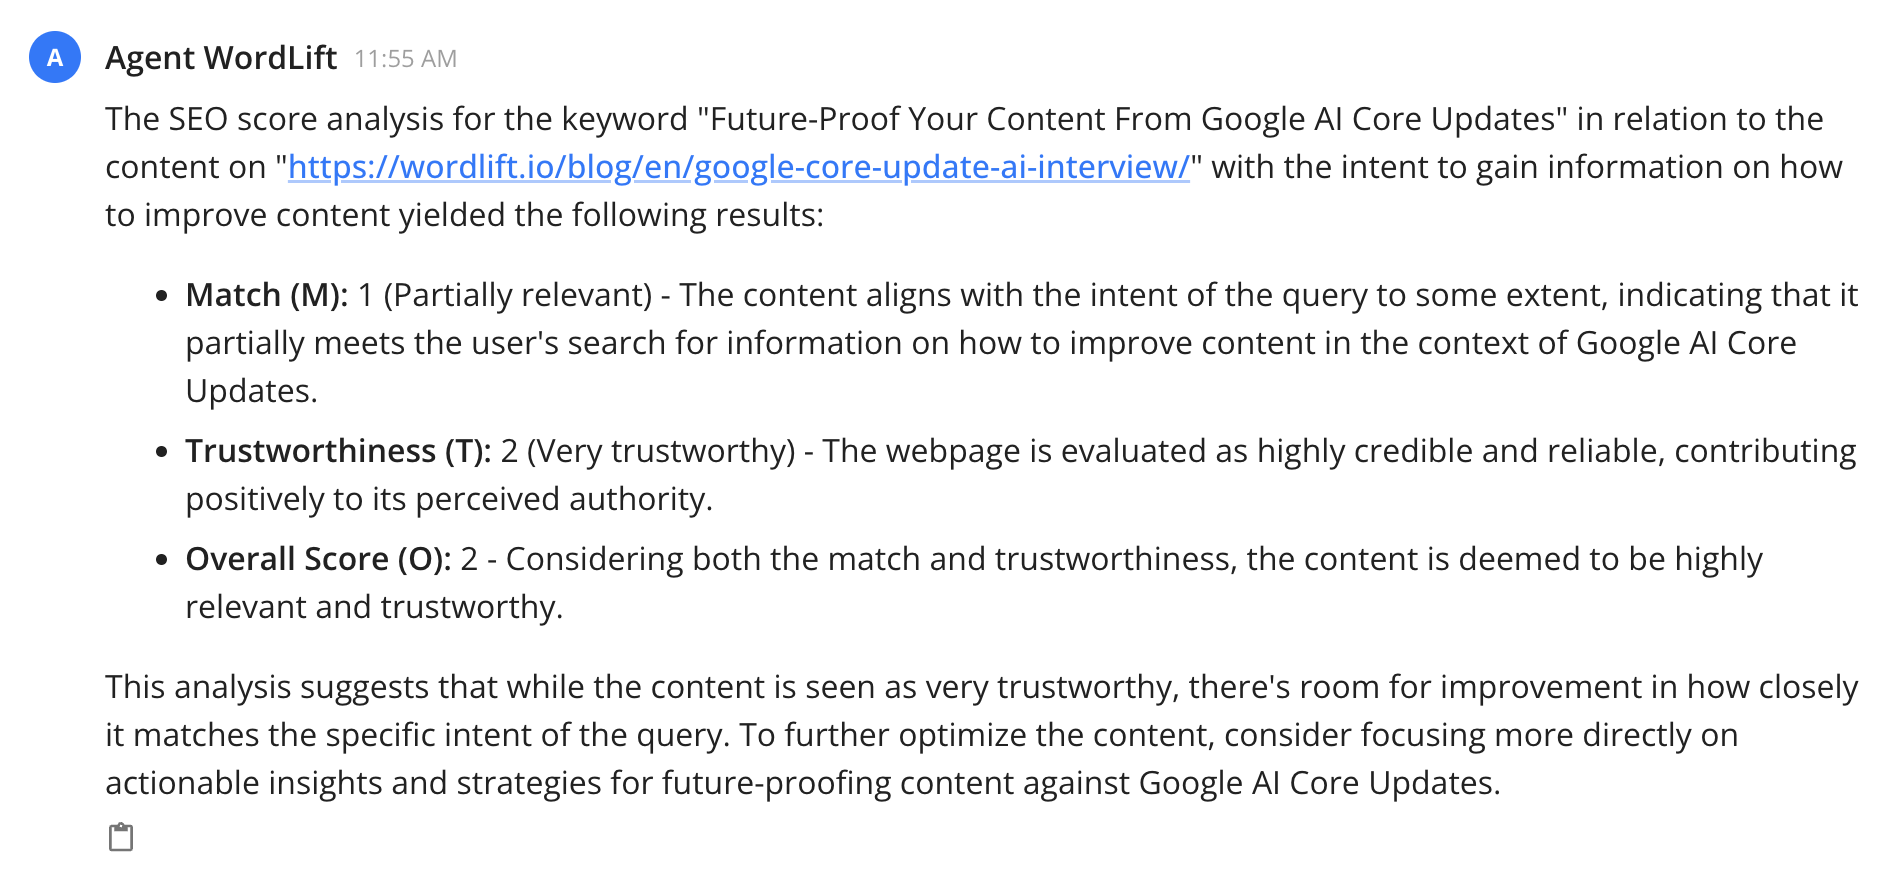 A
Agent WordLift 11:55 AM
The SEO score analysis for the keyword "Future-Proof Your Content From Google AI Core Updates" in relation to the
content on "https://wordlift.io/blog/en/google-core-update-ai-interview/" with the intent to gain information on how
to improve content yielded the following results:
• Match (M): 1 (Partially relevant) - The content aligns with the intent of the query to some extent, indicating that it
partially meets the user's search for information on how to improve content in the context of Google AI Core
Updates.
• Trustworthiness (T): 2 (Very trustworthy) - The webpage is evaluated as highly credible and reliable, contributing
positively to its perceived authority.
• Overall Score (O): 2 - Considering both the match and trustworthiness, the content is deemed to be highly
relevant and trustworthy.
This analysis suggests that while the content is seen as very trustworthy, there's room for improvement in how closely
it matches the specific intent of the query. To further optimize the content, consider focusing more directly on
actionable insights and strategies for future-proofing content against Google AI Core Updates.